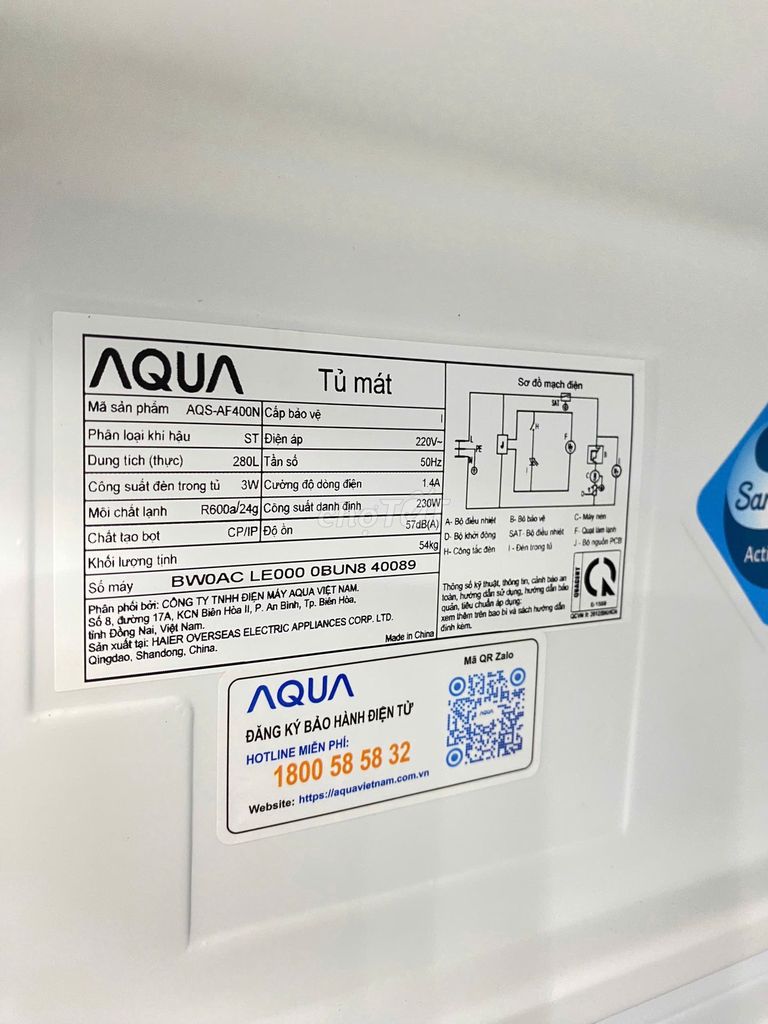 AQUA Tủ mát
Mã sản phẩm AQS-AF400N Cấp bảo vệ I
Phân loại khí hậu ST Điện áp 220V~
Dung tích (thực) 280L Tần số 50Hz
Công suất đèn trong tủ 3W Cường độ dòng điện 1.4A
Môi chất lạnh R600a/24g Công suất danh định 230W
Chất tạo bọt CP/IP Độ ồn 57dB(A)
Khối lượng tịnh 54kg
Số máy BW0AC LE000 0BUN8 40089
Phân phối bởi: CÔNG TY TNHH ĐIỆN MÁY AQUA VIỆT NAM.
Số 8, đường 17A, KCN Biên Hòa II, P. An Bình, Tp. Biên Hòa,
tỉnh Đồng Nai, Việt Nam.
Sản xuất tại: HAIER OVERSEAS ELECTRIC APPLIANCES CORP. LTD.
Qingdao, Shandong, China.
Made in China
Sơ đồ mạch điện
SAT
L
PE
N
H
F
I
J
B
C
D
A- Bộ điều nhiệt B- Bộ bảo vệ C- Máy nén
D- Bộ khởi động SAT- Bộ điều nhiệt F- Quạt làm lạnh
H- Công tắc đèn I - Đèn trong tủ J - Bộ nguồn PCB
Thông số kỹ thuật, thông tin, cảnh báo an
toàn, hướng dẫn sử dụng, hướng dẫn bảo
quản, tiêu chuẩn áp dụng:
xem thêm trên bao bì và sách hướng dẫn
đính kèm.
QUACERT
chợTỐT
AQUA
ĐĂNG KÝ BẢO HÀNH ĐIỆN TỬ
HOTLINE MIỄN PHÍ:
1800 58 58 32
Website: https://aquavietnam.com.vn
Mã QR Zalo
AQUA